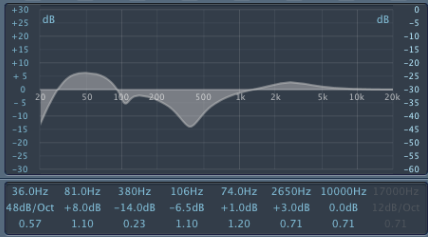 +30 0
+25 dB dB −5
+20 −10
+15 −15
+10 −20
+5 −25
0 −30
20 50 100 200 500 1k 2k 5k 10k 20k
−5 −35
−10 −40
−15 −45
−20 −50
−25 −55
−30 −60
36.0Hz 81.0Hz 380Hz 106Hz 74.0Hz 2650Hz 10000Hz 17000Hz
48dB/Oct +8.0dB −14.0dB −6.5dB +1.0dB +3.0dB 0.0dB 12dB/Oct
0.57 1.10 0.23 1.10 1.20 0.71 0.71 0.71